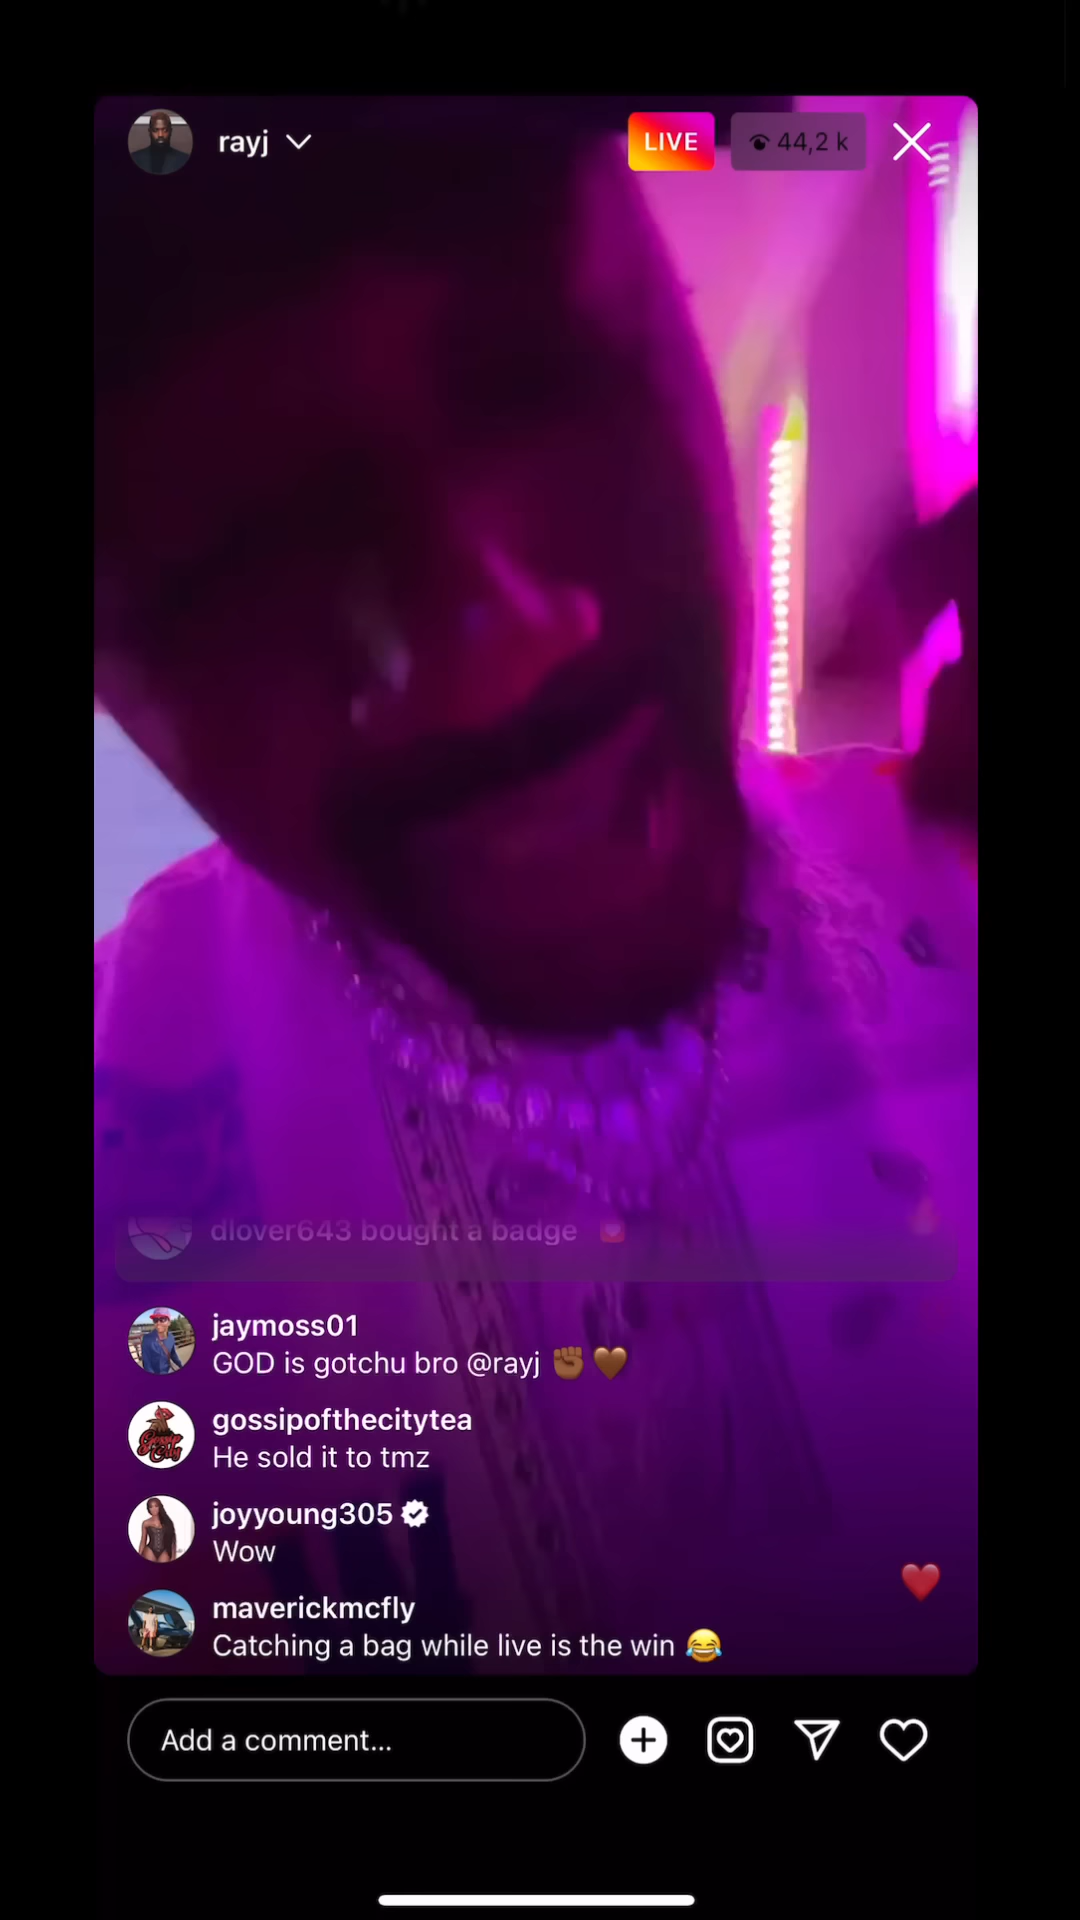 rayj
LIVE
44,2 k
dlover643 bought a badge
jaymoss01
GOD is gotchu bro @rayj ✊🏾🤎
gossipofthecitytea
He sold it to tmz
joyyoung305
Wow
maverickmcfly
Catching a bag while live is the win 😂
Add a comment...